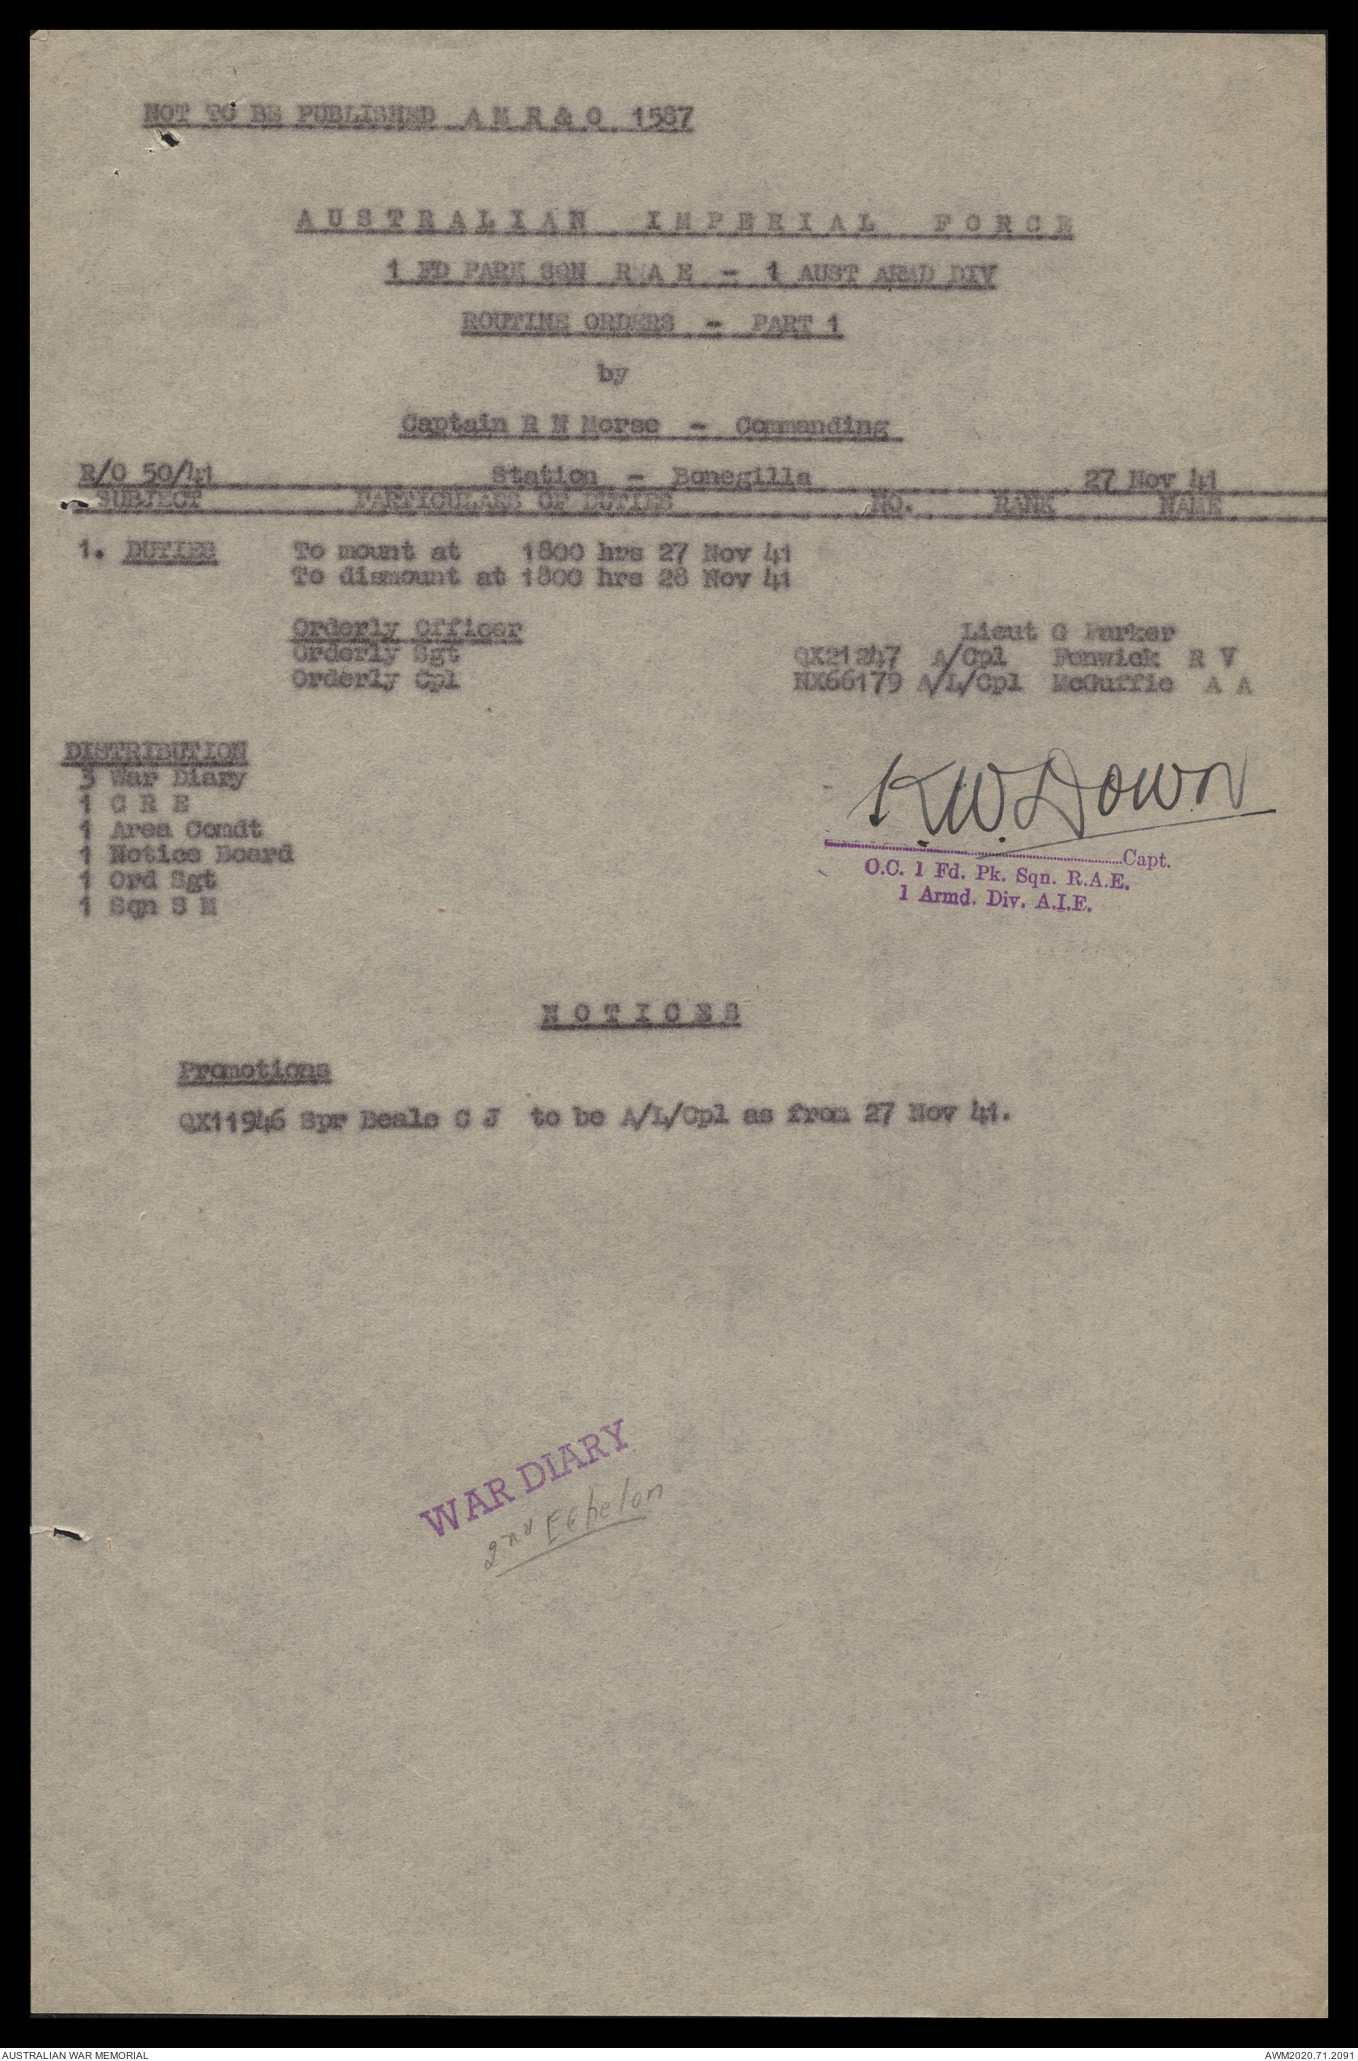 NOT TO BE PUBLISHED A M R & O 1587
AUSTRALIAN IMPERIAL FORCE
1 FD PARK SQN R A E - 1 AUST ARMD DIV
ROUTINE ORDERS - PART 1
by
Captain R N Morse - Commanding
R/O 50/41 Station - Bonegilla 27 Nov 41
SUBJECT PARTICULARS OF DUTIES NO. RANK NAME
1. DUTIES To mount at 1800 hrs 27 Nov 41
To dismount at 1800 hrs 28 Nov 41
Orderly Officer Lieut G Parker
Orderly Sgt QX21247 A/Cpl Fenwick R V
Orderly Cpl NX66179 A/L/Cpl McGuffie A A
DISTRIBUTION
3 War Diary
1 C R E
1 Area Comdt
1 Notice Board
1 Ord Sgt
1 Sqn S M
K W Down
Capt.
O.C. 1 Fd. Pk. Sqn. R.A.E.
1 Armd. Div. A.I.F.
NOTICES
Promotions
QX11946 Spr Beale C J to be A/L/Cpl as from 27 Nov 41.
WAR DIARY
2nd Echelon
AUSTRALIAN WAR MEMORIAL
AWM2020.71.2091